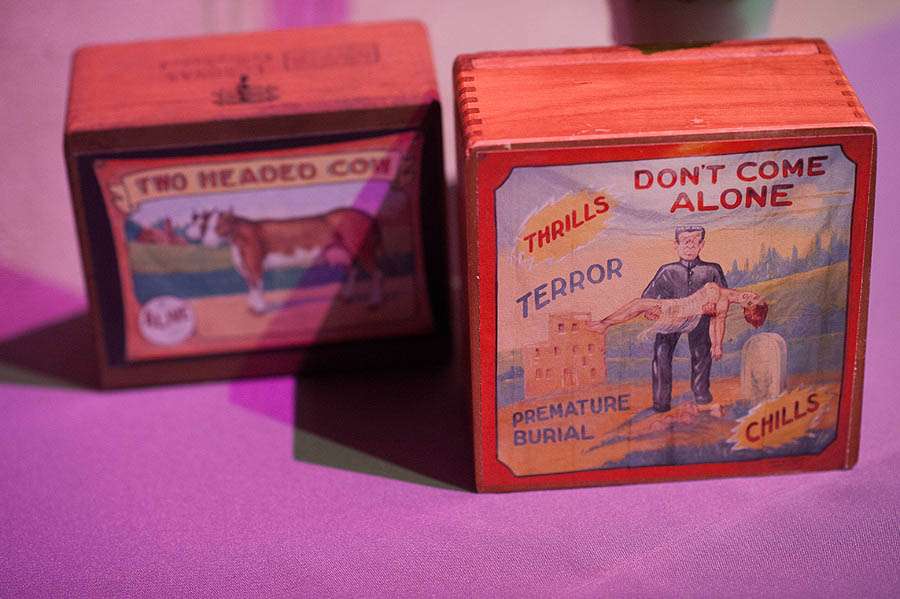 TWO HEADED COW
ALIVE
DON'T COME
ALONE
THRILLS
TERROR
PREMATURE
BURIAL
CHILLS